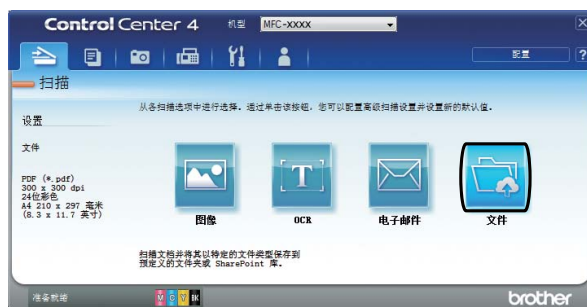 Control Center 4 机型 MFC-XXXX
配置 ?
扫描
从各扫描选项中进行选择。通过单击该按钮，您可以配置高级扫描设置并设置新的默认值。
设置
文件
PDF (*.pdf)
300 x 300 dpi
24位彩色
A4 210 x 297 毫米
(8.3 x 11.7 英寸)
图像 OCR 电子邮件 文件
扫描文档并将其以特定的文件类型保存到
预定义的文件夹或 SharePoint 库。
准备就绪 M C Y BK brother